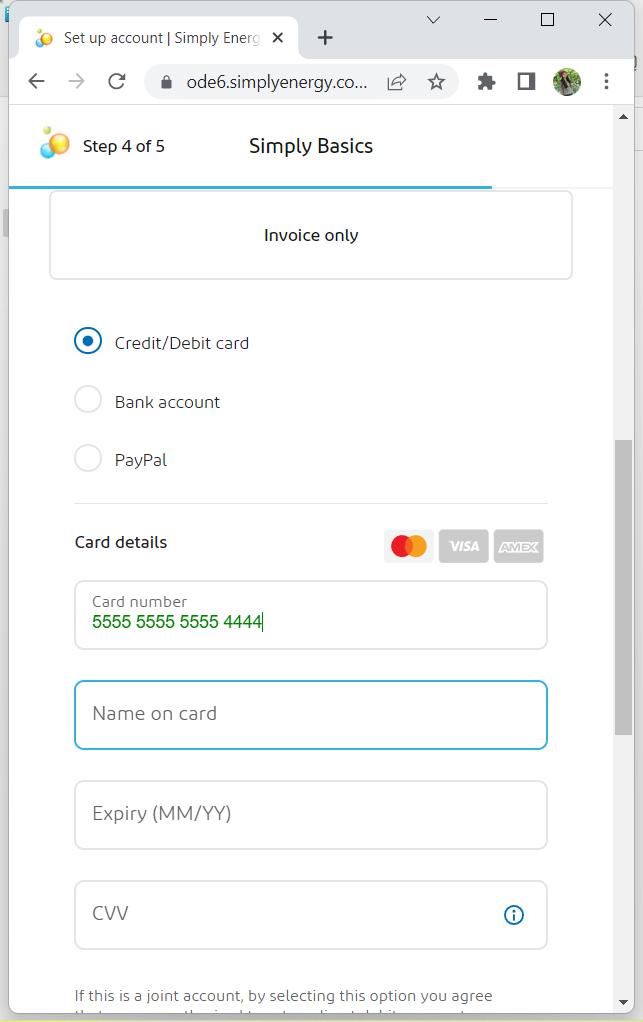 Set up account | Simply Energ
ode6.simplyenergy.co...
Step 4 of 5
Simply Basics
Invoice only
Credit/Debit card
Bank account
PayPal
Card details
VISA
AMEX
Card number
5555 5555 5555 4444
Name on card
Expiry (MM/YY)
CVV
If this is a joint account, by selecting this option you agree